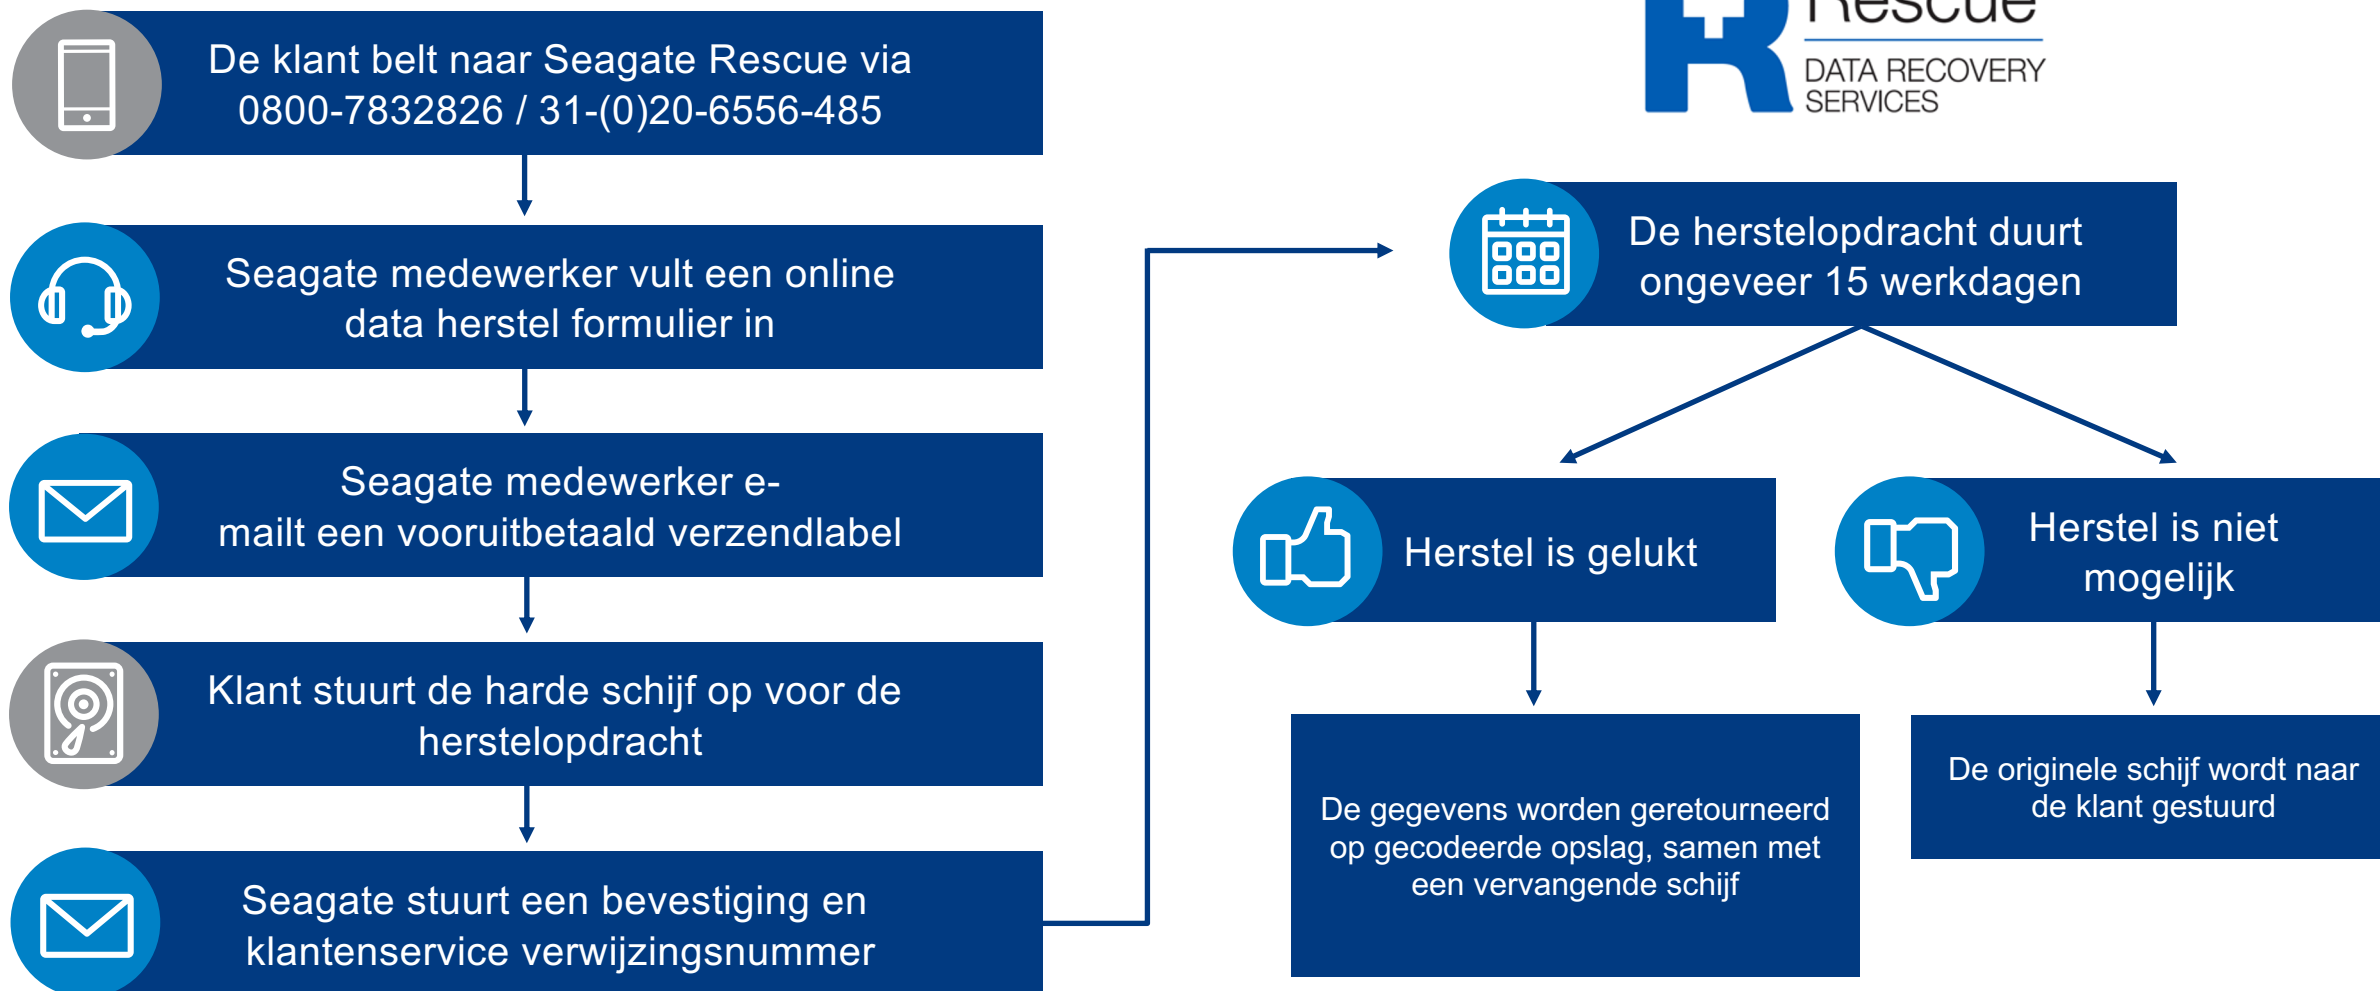 De klant belt naar Seagate Rescue via
0800-7832826 / 31-(0)20-6556-485
Seagate medewerker vult een online
data herstel formulier in
Seagate medewerker e-
mailt een vooruitbetaald verzendlabel
Klant stuurt de harde schijf op voor de
herstelopdracht
Seagate stuurt een bevestiging en
klantenservice verwijzingsnummer
Rescue
DATA RECOVERY
SERVICES
De herstelopdracht duurt
ongeveer 15 werkdagen
Herstel is gelukt
De gegevens worden geretourneerd
op gecodeerde opslag, samen met
een vervangende schijf
Herstel is niet
mogelijk
De originele schijf wordt naar
de klant gestuurd